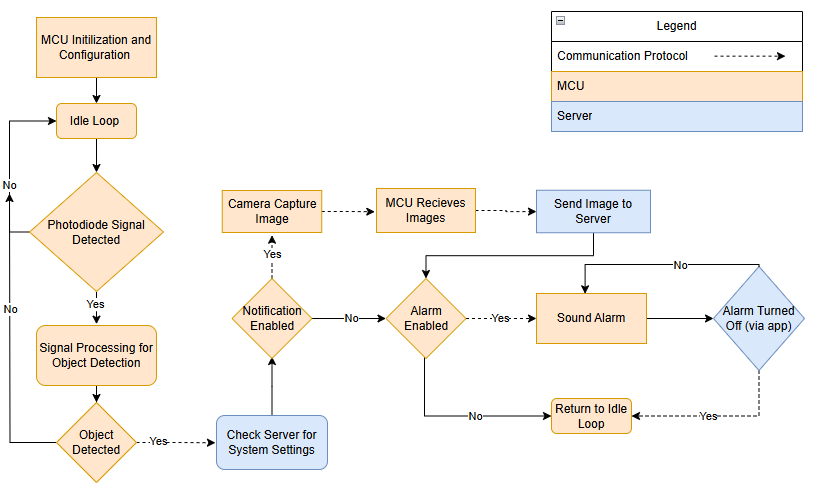 MCU Initilization and
Configuration
Legend
Communication Protocol
MCU
Server
Idle Loop
No
Photodiode Signal
Detected
Camera Capture
Image
MCU Recieves
Images
Send Image to
Server
Yes
No
Yes
Notification
Enabled
No
Alarm
Enabled
Yes
Sound Alarm
No
Alarm Turned
Off (via app)
Signal Processing for
Object Detection
Object
Detected
Yes
Check Server for
System Settings
No
Return to Idle
Loop
Yes